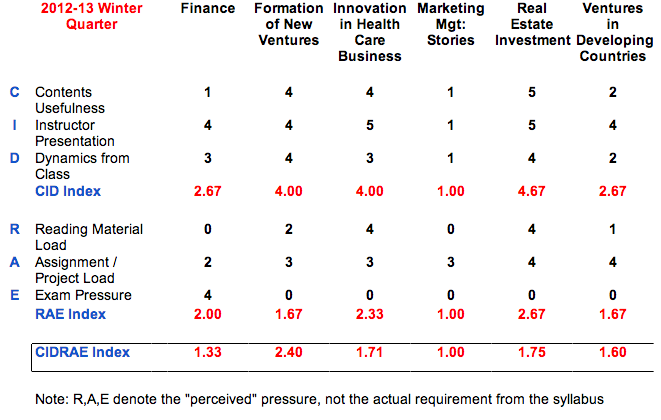 2012-13 Winter Finance Formation Innovation Marketing Real Ventures
Quarter of New in Health Mgt: Estate in
Ventures Care Stories Investment Developing
Business Countries
C Contents 1 4 4 1 5 2
Usefulness
I Instructor 4 4 5 1 5 4
Presentation
D Dynamics from 3 4 3 1 4 2
Class
CID Index 2.67 4.00 4.00 1.00 4.67 2.67
R Reading Material 0 2 4 0 4 1
Load
A Assignment / 2 3 3 3 4 4
Project Load
E Exam Pressure 4 0 0 0 0 0
RAE Index 2.00 1.67 2.33 1.00 2.67 1.67
CIDRAE Index 1.33 2.40 1.71 1.00 1.75 1.60
Note: R,A,E denote the "perceived" pressure, not the actual requirement from the syllabus